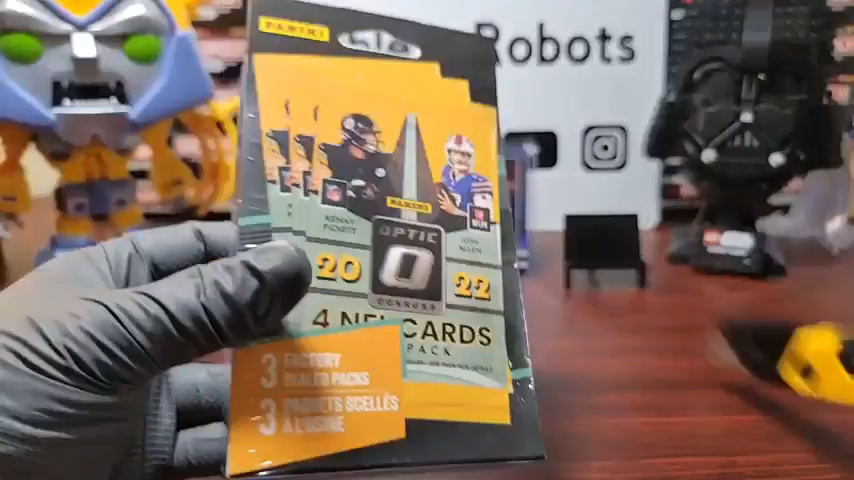 PANINI
Robots
KENNY
PICKETT
PANINI
JOSH
ALLEN
OPTIC
20 22
DONRUSS
4 NFL CARDS
PACK
3 FACTORY
SEALED PACKS
3 PAQUETS SCELLÉS
À L'USINE